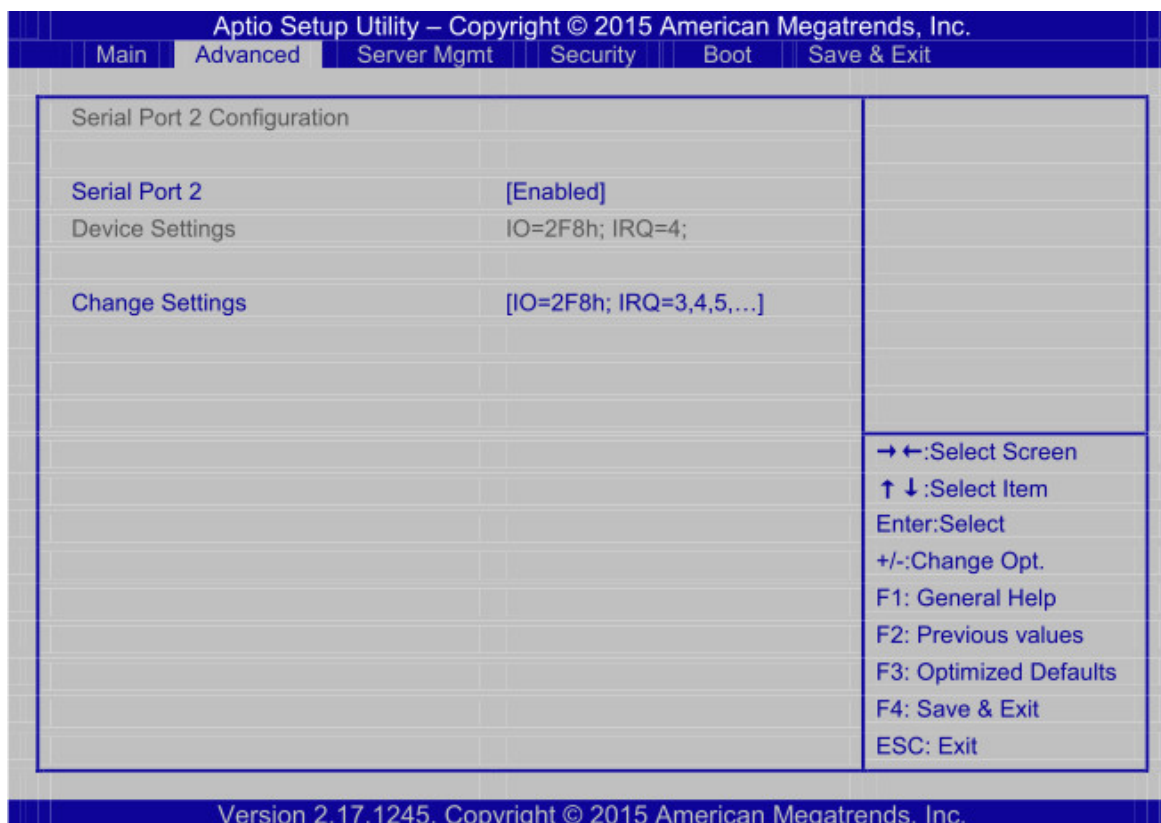 Aptio Setup Utility – Copyright © 2015 American Megatrends, Inc.
Main Advanced Server Mgmt Security Boot Save & Exit
Serial Port 2 Configuration
Serial Port 2 [Enabled]
Device Settings IO=2F8h; IRQ=4;
Change Settings [IO=2F8h; IRQ=3,4,5,…]
→←:Select Screen
↑↓:Select Item
Enter:Select
+/-:Change Opt.
F1: General Help
F2: Previous values
F3: Optimized Defaults
F4: Save & Exit
ESC: Exit
Version 2.17.1245. Copyright © 2015 American Megatrends, Inc.